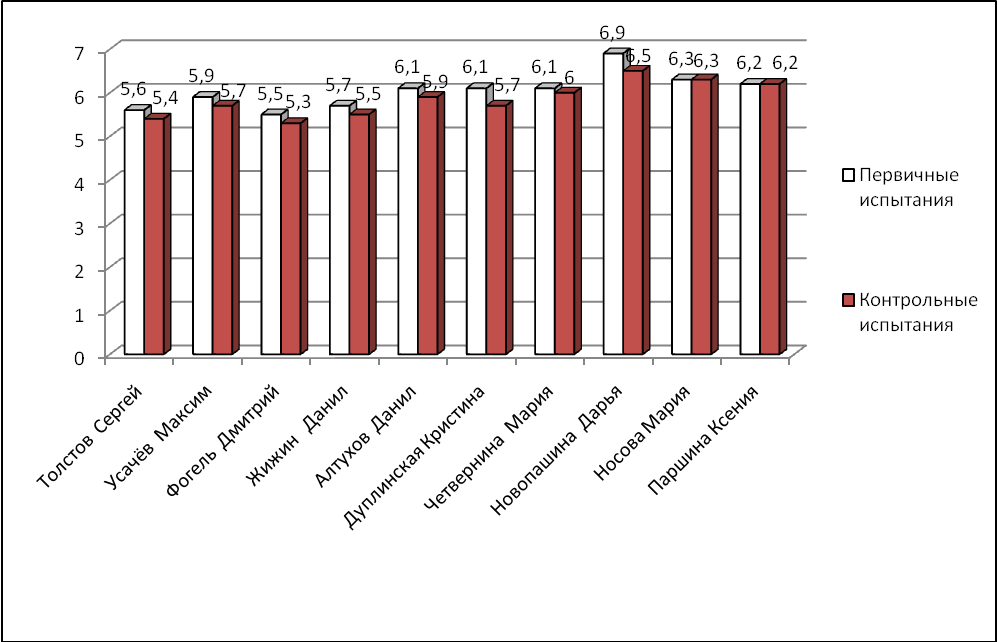 7
6
5
4
3
2
1
0
5,6
5,4
5,9
5,7
5,5
5,3
5,7
5,5
6,1
5,9
6,1
5,7
6,1
6
6,9
6,5
6,3
6,3
6,2
6,2
Толстов Сергей
Усачёв Максим
Фогель Дмитрий
Жижин Данил
Алтухов Данил
Дуплинская Кристина
Четвернина Мария
Новопашина Дарья
Носова Мария
Паршина Ксения
Первичные
испытания
Контрольные
испытания